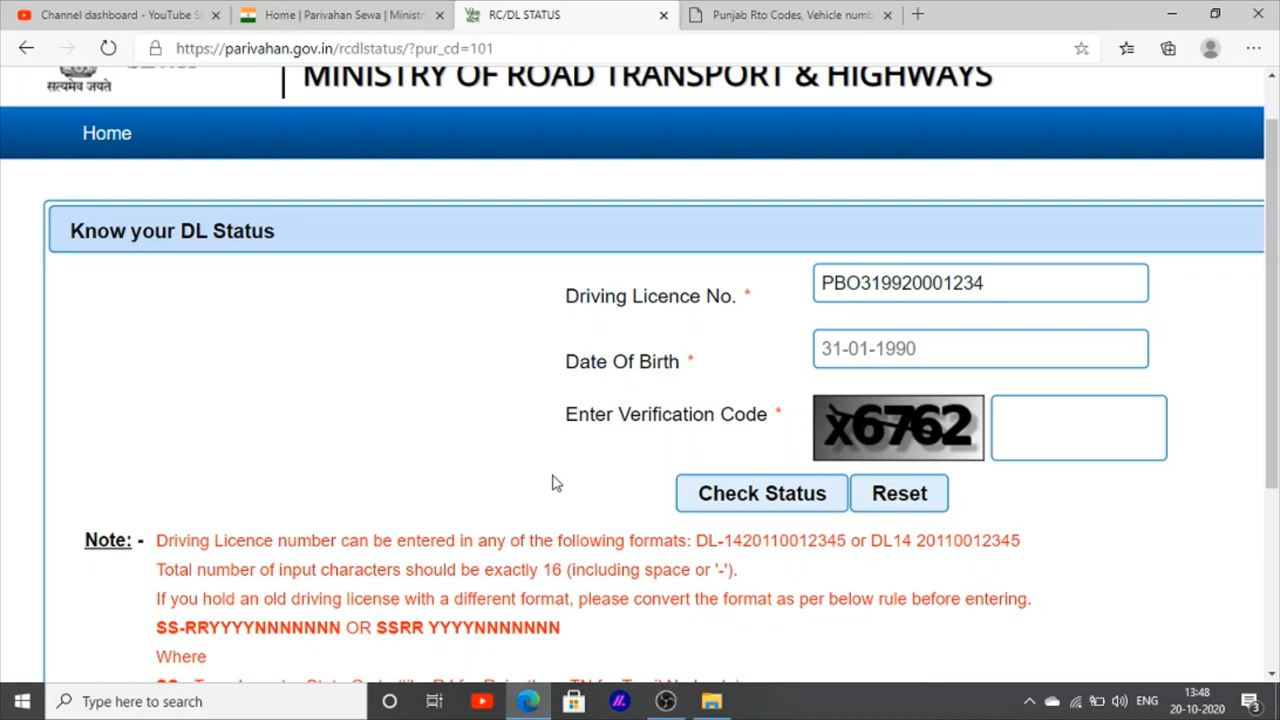 Channel dashboard - YouTube S
Home | Parivahan Sewa | Ministr
RC/DL STATUS
Punjab Rto Codes, Vehicle numb
https://parivahan.gov.in/rcdlstatus/?pur_cd=101
सत्यमेव जयते
MINISTRY OF ROAD TRANSPORT & HIGHWAYS
Home
Know your DL Status
Driving Licence No. *
PBO319920001234
Date Of Birth *
31-01-1990
Enter Verification Code *
x6762
Check Status
Reset
Note: - Driving Licence number can be entered in any of the following formats: DL-1420110012345 or DL14 20110012345
Total number of input characters should be exactly 16 (including space or '-').
If you hold an old driving license with a different format, please convert the format as per below rule before entering.
SS-RRYYYYNNNNNNN OR SSRR YYYYNNNNNNN
Where
Type here to search
ENG
13:48
20-10-2020
3